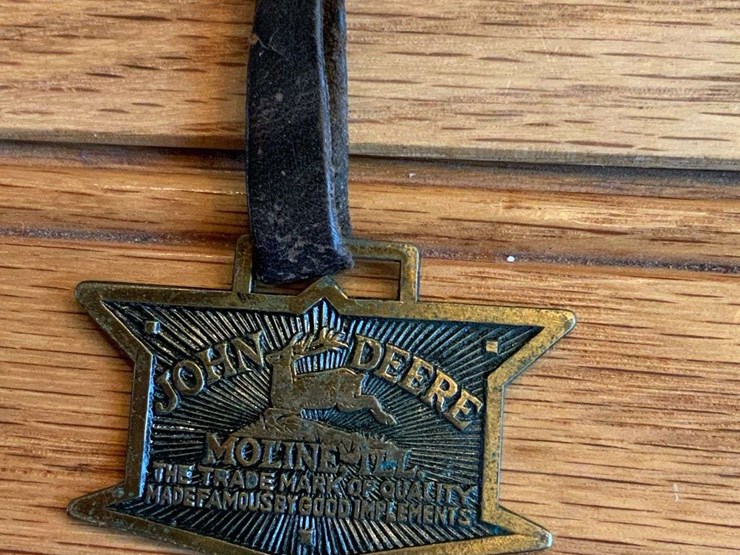 JOHN DEERE
MOLINE, ILL.
THE TRADE MARK OF QUALITY
MADE FAMOUS BY GOOD IMPLEMENTS